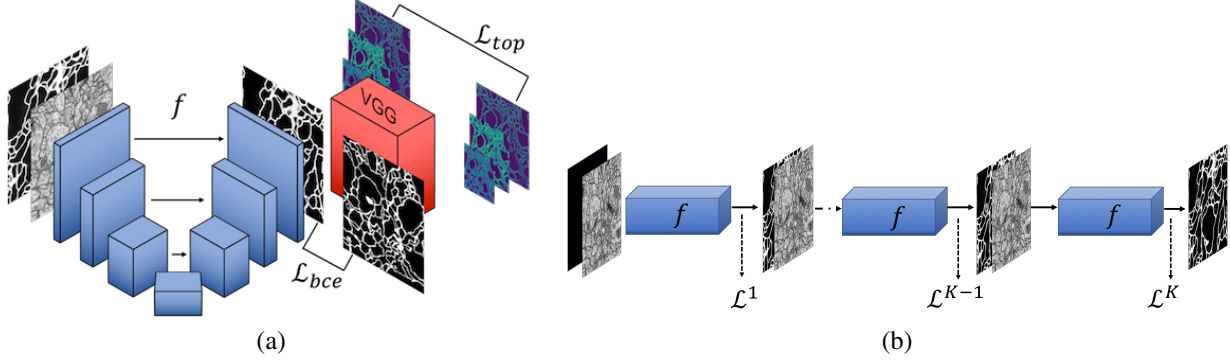 f
VGG
ℒ_top
ℒ_bce
(a)
f
f
f
ℒ^1
ℒ^{K−1}
ℒ^K
(b)